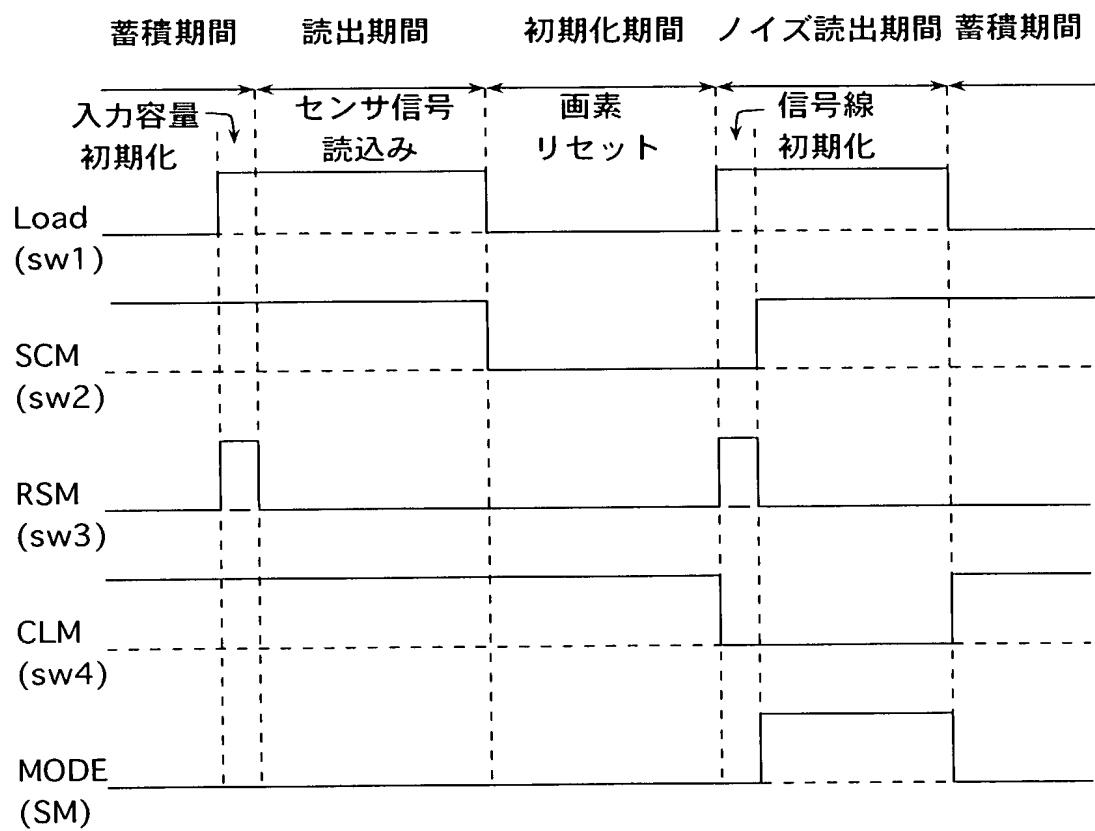 蓄積期間 読出期間 初期化期間 ノイズ読出期間 蓄積期間
入力容量
初期化
センサ信号
読込み
画素
リセット
信号線
初期化
Load
(sw1)
SCM
(sw2)
RSM
(sw3)
CLM
(sw4)
MODE
(SM)